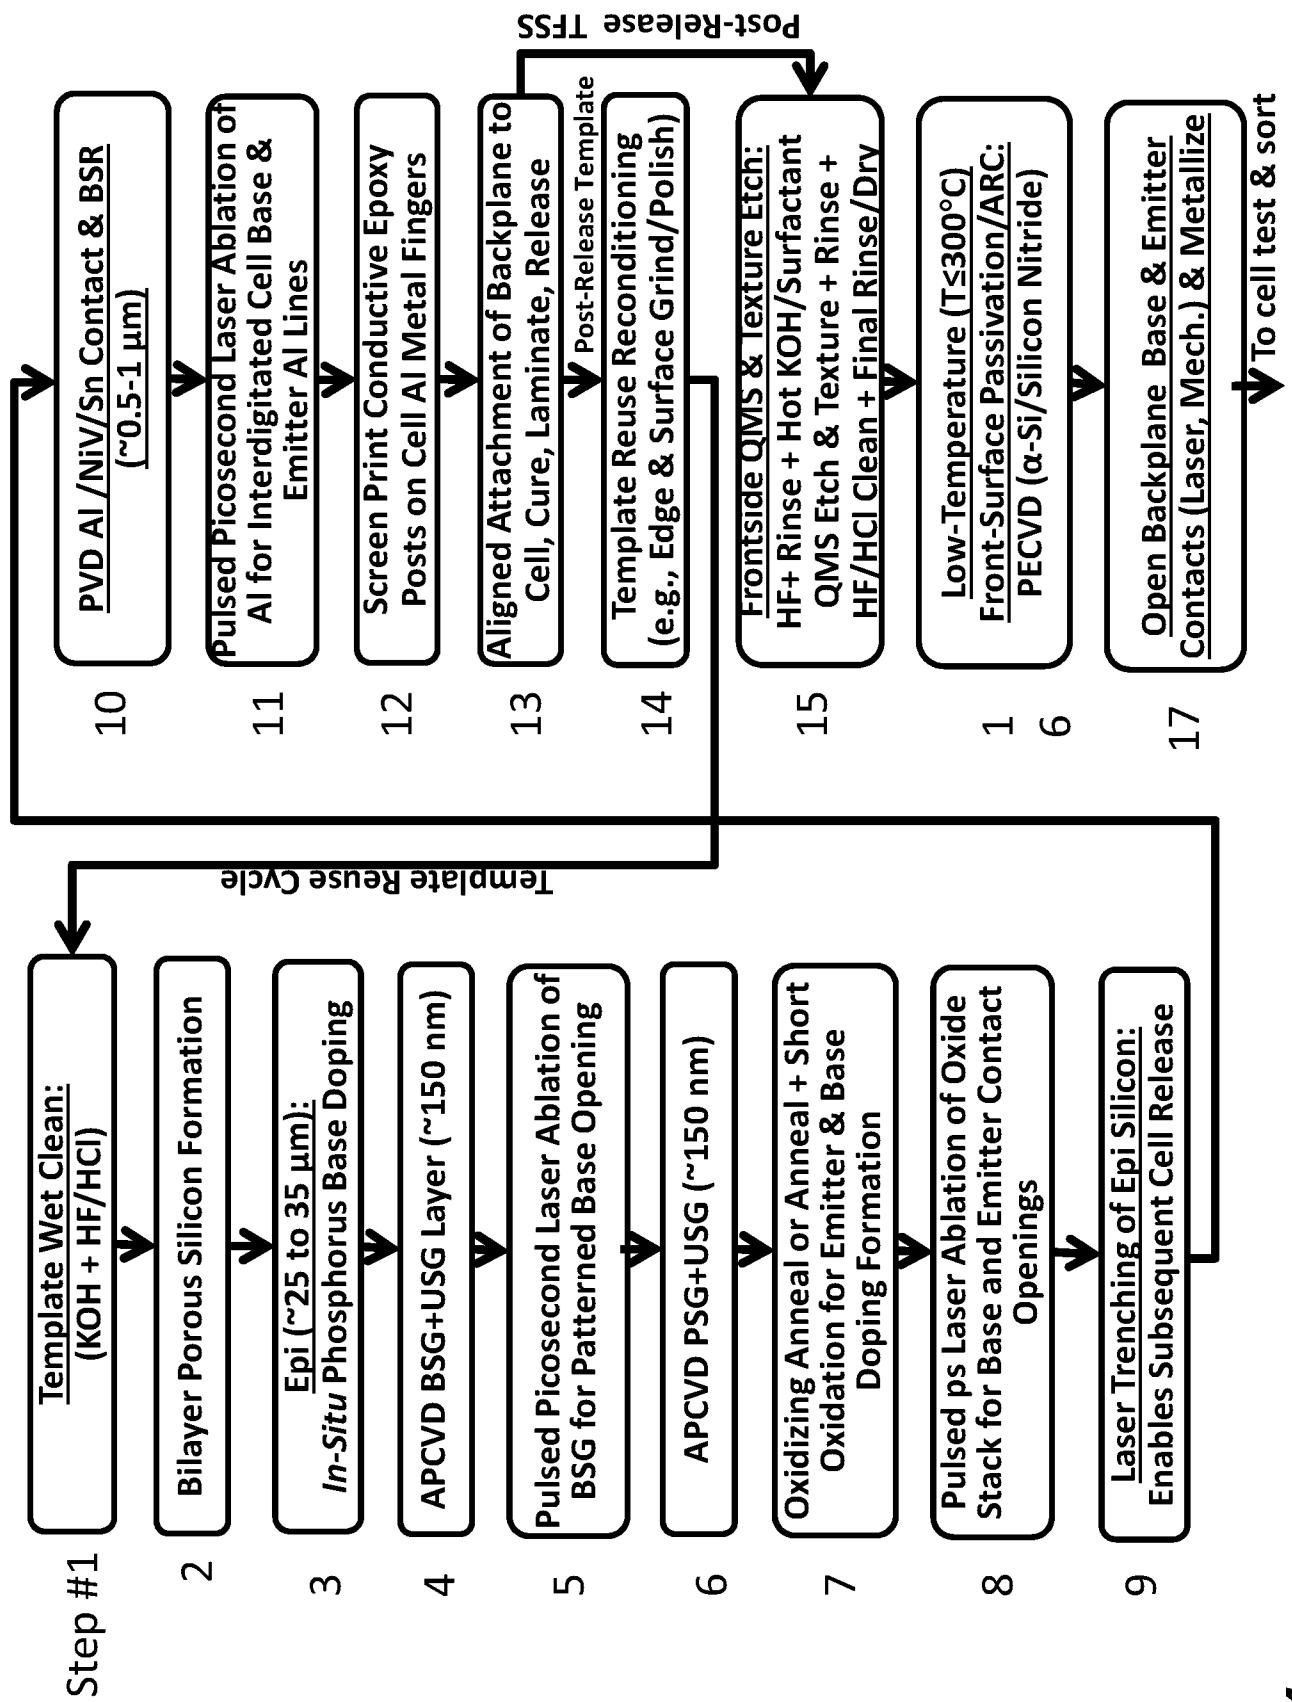 Step #1
Template Wet Clean:
(KOH + HF/HCl)
2
Bilayer Porous Silicon Formation
3
Epi (~25 to 35 µm):
In-Situ Phosphorus Base Doping
4
APCVD BSG+USG Layer (~150 nm)
5
Pulsed Picosecond Laser Ablation of
BSG for Patterned Base Opening
6
APCVD PSG+USG (~150 nm)
7
Oxidizing Anneal or Anneal + Short
Oxidation for Emitter & Base
Doping Formation
8
Pulsed ps Laser Ablation of Oxide
Stack for Base and Emitter Contact
Openings
9
Laser Trenching of Epi Silicon:
Enables Subsequent Cell Release
Template Reuse Cycle
10
PVD Al /NiV/Sn Contact & BSR
(~0.5-1 µm)
11
Pulsed Picosecond Laser Ablation of
Al for Interdigitated Cell Base &
Emitter Al Lines
12
Screen Print Conductive Epoxy
Posts on Cell Al Metal Fingers
13
Aligned Attachment of Backplane to
Cell, Cure, Laminate, Release
Post-Release Template
Post-Release TFSS
14
Template Reuse Reconditioning
(e.g., Edge & Surface Grind/Polish)
15
Frontside QMS & Texture Etch:
HF+ Rinse + Hot KOH/Surfactant
QMS Etch & Texture + Rinse +
HF/HCl Clean + Final Rinse/Dry
1
6
Low-Temperature (T≤300°C)
Front-Surface Passivation/ARC:
PECVD (α-Si/Silicon Nitride)
17
Open Backplane Base & Emitter
Contacts (Laser, Mech.) & Metallize
To cell test & sort